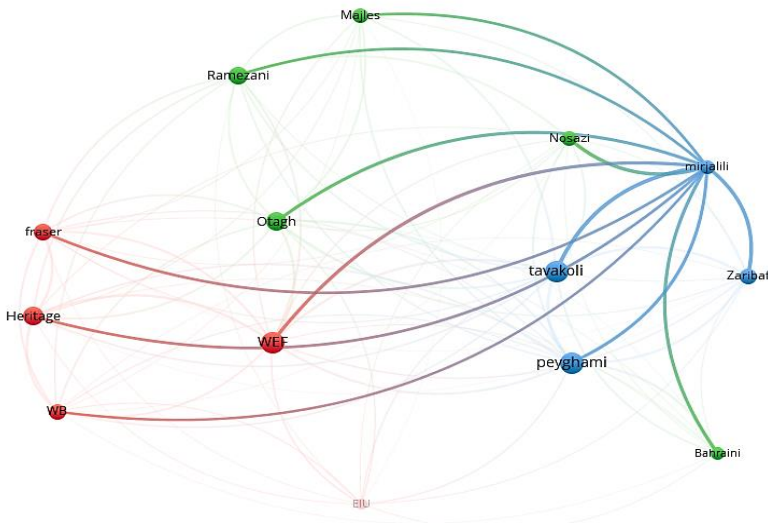 Majles
Ramezani
Nosazi
mirjalili
Otagh
fraser
tavakoli
Zaribaf
Heritage
WEF
peyghami
WB
Bahraini
EIU